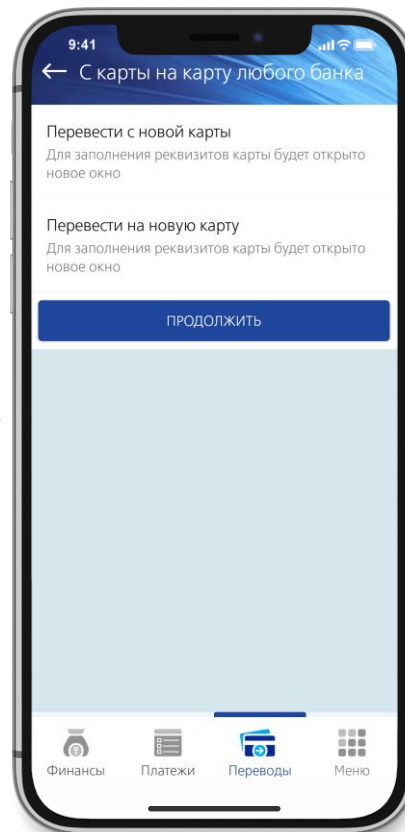 9:41
С карты на карту любого банка
Перевести с новой карты
Для заполнения реквизитов карты будет открыто
новое окно
Перевести на новую карту
Для заполнения реквизитов карты будет открыто
новое окно
ПРОДОЛЖИТЬ
Финансы Платежи Переводы Меню